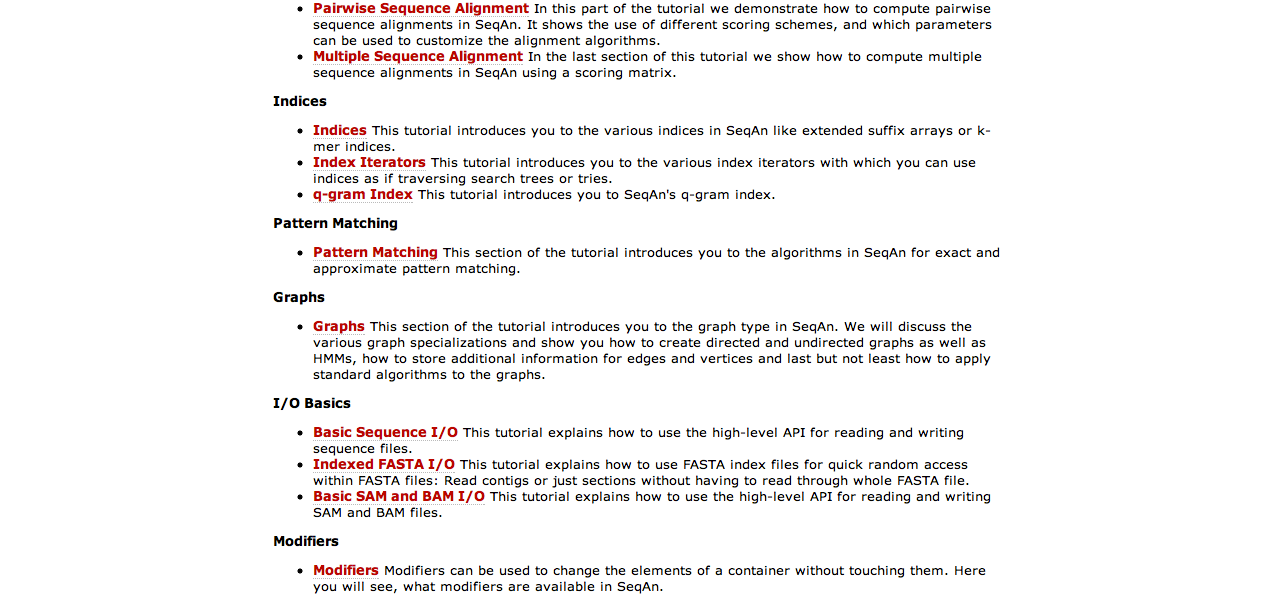 Pairwise Sequence Alignment In this part of the tutorial we demonstrate how to compute pairwise
sequence alignments in SeqAn. It shows the use of different scoring schemes, and which parameters
can be used to customize the alignment algorithms.
Multiple Sequence Alignment In the last section of this tutorial we show how to compute multiple
sequence alignments in SeqAn using a scoring matrix.
Indices
Indices This tutorial introduces you to the various indices in SeqAn like extended suffix arrays or k-
mer indices.
Index Iterators This tutorial introduces you to the various index iterators with which you can use
indices as if traversing search trees or tries.
q-gram Index This tutorial introduces you to SeqAn's q-gram index.
Pattern Matching
Pattern Matching This section of the tutorial introduces you to the algorithms in SeqAn for exact and
approximate pattern matching.
Graphs
Graphs This section of the tutorial introduces you to the graph type in SeqAn. We will discuss the
various graph specializations and show you how to create directed and undirected graphs as well as
HMMs, how to store additional information for edges and vertices and last but not least how to apply
standard algorithms to the graphs.
I/O Basics
Basic Sequence I/O This tutorial explains how to use the high-level API for reading and writing
sequence files.
Indexed FASTA I/O This tutorial explains how to use FASTA index files for quick random access
within FASTA files: Read contigs or just sections without having to read through whole FASTA file.
Basic SAM and BAM I/O This tutorial explains how to use the high-level API for reading and writing
SAM and BAM files.
Modifiers
Modifiers Modifiers can be used to change the elements of a container without touching them. Here
you will see, what modifiers are available in SeqAn.